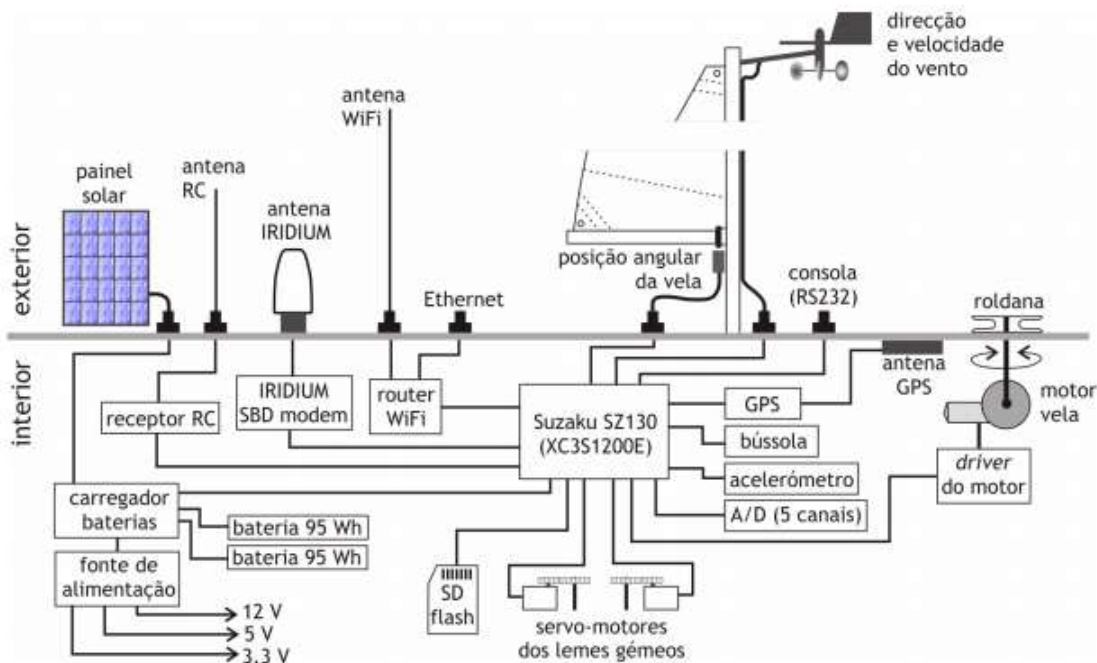 direcção
e velocidade
do vento
antena
WiFi
painel
solar
antena
RC
antena
IRIDIUM
exterior
posição angular
da vela
consola
(RS232)
Ethernet
roldana
interior
antena
GPS
motor
vela
receptor RC
IRIDIUM
SBD modem
router
WiFi
Suzaku SZ130
(XC3S1200E)
GPS
bússola
acelerómetro
A/D (5 canais)
driver
do motor
carregador
baterias
bateria 95 Wh
bateria 95 Wh
fonte de
alimentação
12 V
5 V
3.3 V
SD
flash
servo-motores
dos lemes gémeos